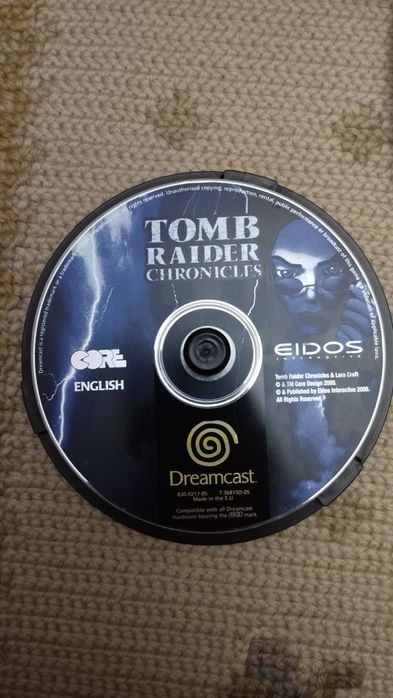 rights reserved. Unauthorised copying, reproduction, rental, public performance or broadcast of this game is a violation of applicable laws.
Dreamcast is a registered trademark or a trademark
TOMB
RAIDER
CHRONICLES
CORE
ENGLISH
EIDOS
INTERACTIVE
Tomb Raider Chronicles & Lara Croft
© & TM Core Design 2000.
© & Published by Eidos Interactive 2000.
All Rights Reserved.
Dreamcast
830-0217-05 T-36815D-05
Made in the E.U.
Compatible with all Dreamcast
Hardware bearing the PAL mark